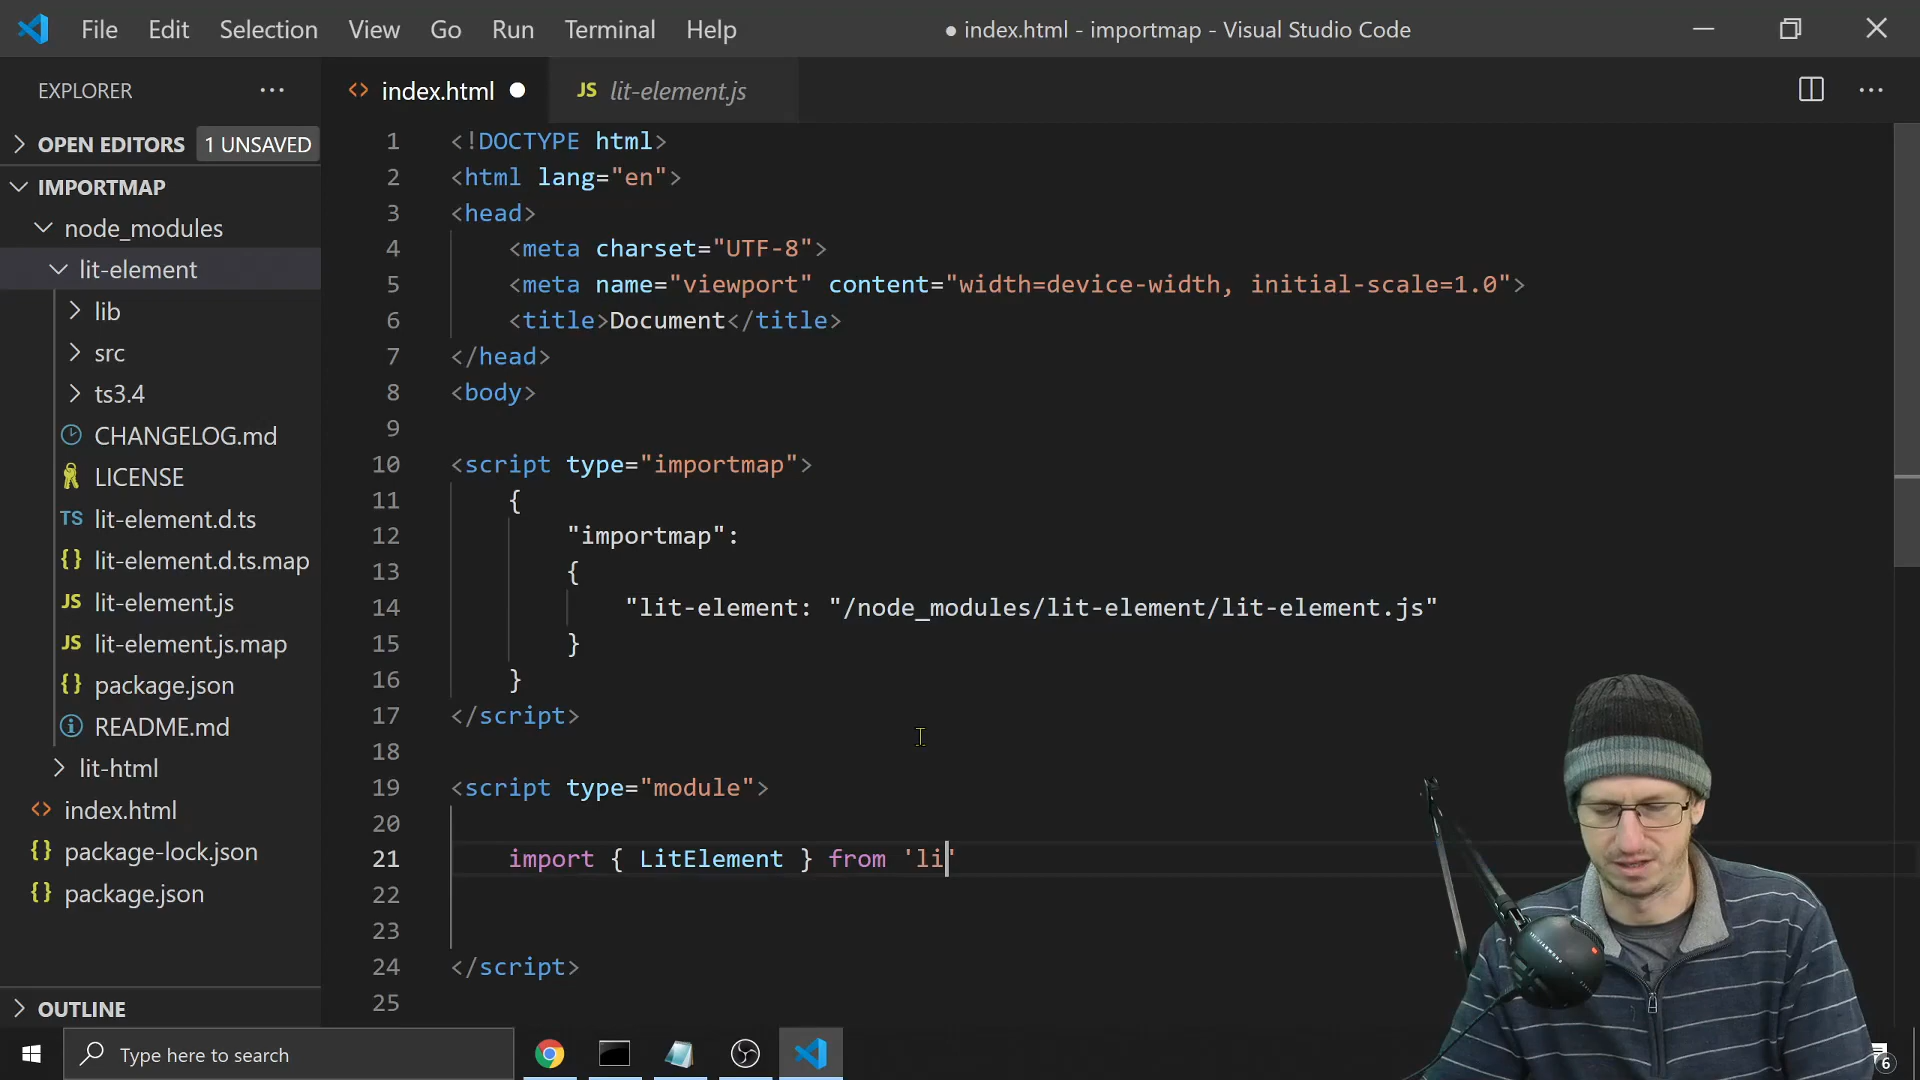 File Edit Selection View Go Run Terminal Help ● index.html - importmap - Visual Studio Code
EXPLORER ···
<> index.html ●
JS lit-element.js
OPEN EDITORS 1 UNSAVED
IMPORTMAP
node_modules
lit-element
lib
src
ts3.4
CHANGELOG.md
LICENSE
TS lit-element.d.ts
{} lit-element.d.ts.map
JS lit-element.js
JS lit-element.js.map
{} package.json
README.md
lit-html
<> index.html
{} package-lock.json
{} package.json
OUTLINE
1 <!DOCTYPE html>
2 <html lang="en">
3 <head>
4 <meta charset="UTF-8">
5 <meta name="viewport" content="width=device-width, initial-scale=1.0">
6 <title>Document</title>
7 </head>
8 <body>
9
10 <script type="importmap">
11 {
12 "importmap":
13 {
14 "lit-element: "/node_modules/lit-element/lit-element.js"
15 }
16 }
17 </script>
18
19 <script type="module">
20
21 import { LitElement } from 'li'
22
23
24 </script>
25
Type here to search
6